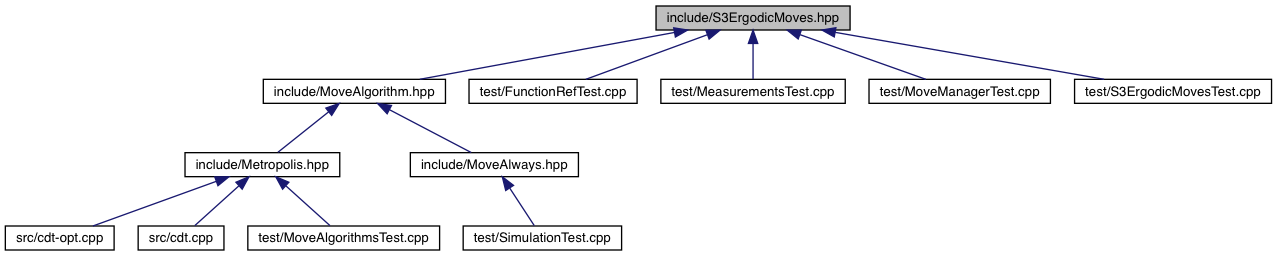 include/S3ErgodicMoves.hpp
include/MoveAlgorithm.hpp
test/FunctionRefTest.cpp
test/MeasurementsTest.cpp
test/MoveManagerTest.cpp
test/S3ErgodicMovesTest.cpp
include/Metropolis.hpp
include/MoveAlways.hpp
src/cdt-opt.cpp
src/cdt.cpp
test/MoveAlgorithmsTest.cpp
test/SimulationTest.cpp